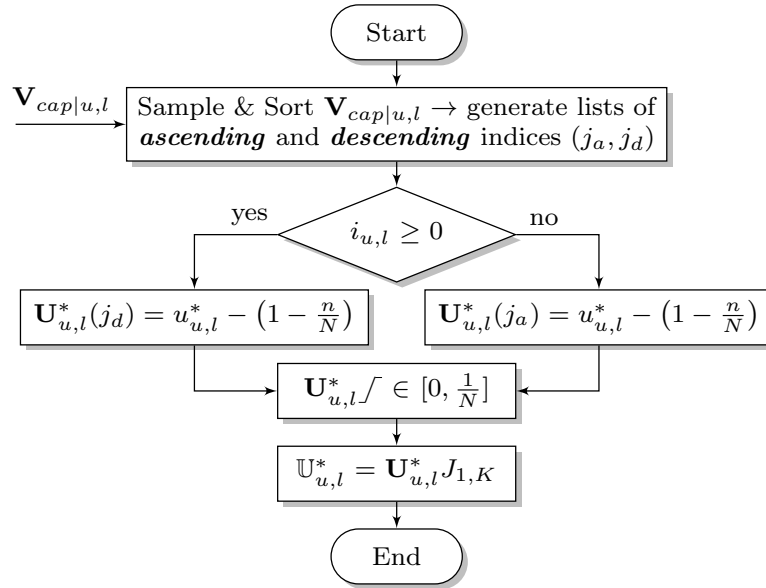 Start
V_{cap|u,l}
Sample & Sort V_{cap|u,l} → generate lists of
ascending and descending indices (j_a, j_d)
i_{u,l} ≥ 0
yes
no
U^*_{u,l}(j_d) = u^*_{u,l} − (1 − n/N)
U^*_{u,l}(j_a) = u^*_{u,l} − (1 − n/N)
U^*_{u,l} ∈ [0, 1/N]
𝕌^*_{u,l} = U^*_{u,l} J_{1,K}
End